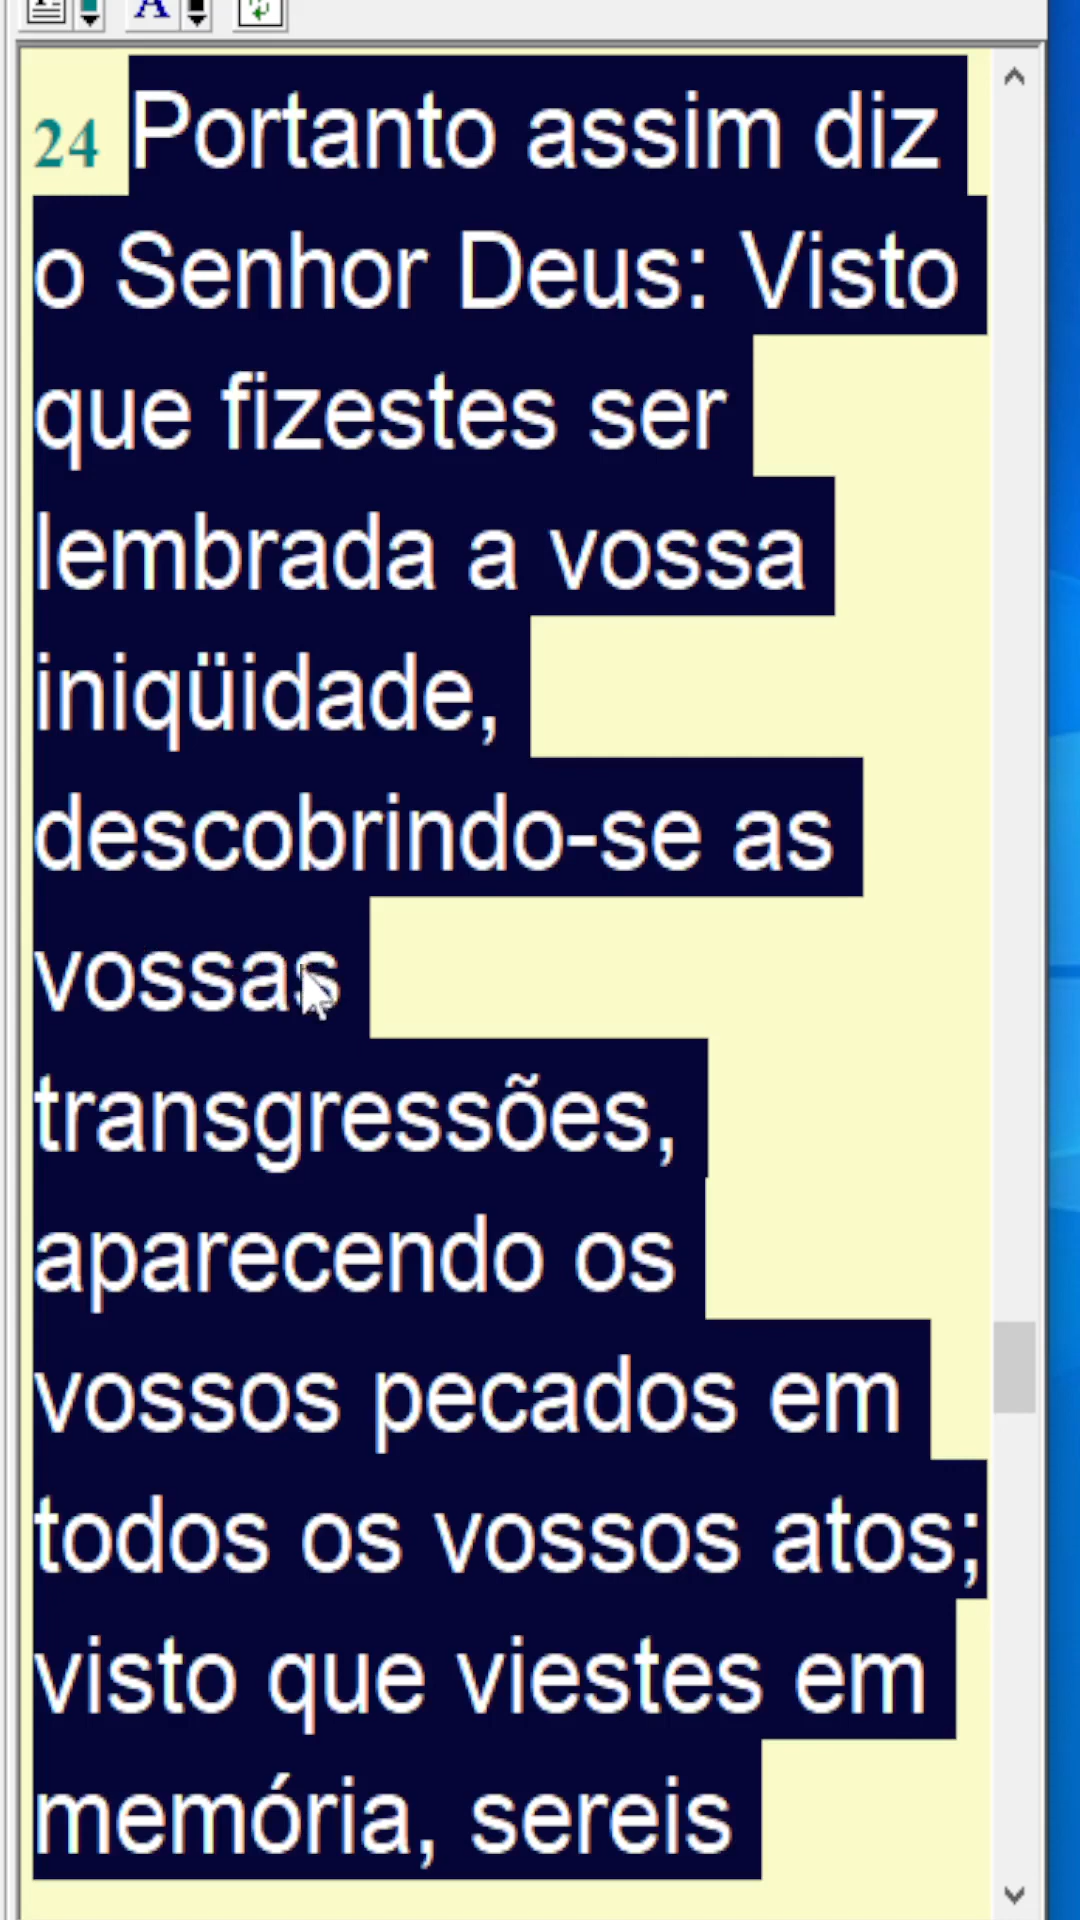 24 Portanto assim diz
o Senhor Deus: Visto
que fizestes ser
lembrada a vossa
iniqüidade,
descobrindo-se as
vossas
transgressões,
aparecendo os
vossos pecados em
todos os vossos atos;
visto que viestes em
memória, sereis